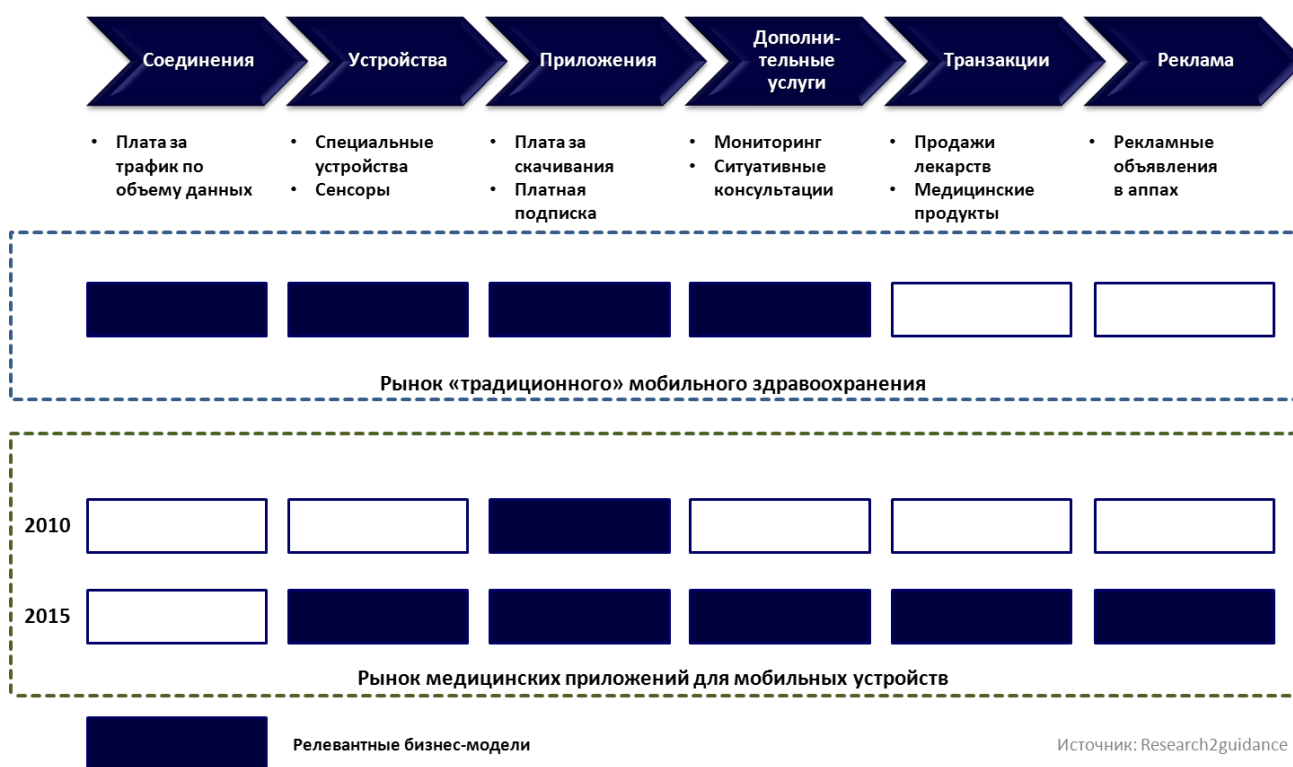 Соединения
Устройства
Приложения
Дополни-
тельные
услуги
Транзакции
Реклама
• Плата за
трафик по
объему данных
• Специальные
устройства
• Сенсоры
• Плата за
скачивания
• Платная
подписка
• Мониторинг
• Ситуативные
консультации
• Продажи
лекарств
• Медицинские
продукты
• Рекламные
объявления
в аппах
Рынок «традиционного» мобильного здравоохранения
2010
2015
Рынок медицинских приложений для мобильных устройств
Релевантные бизнес-модели
Источник: Research2guidance